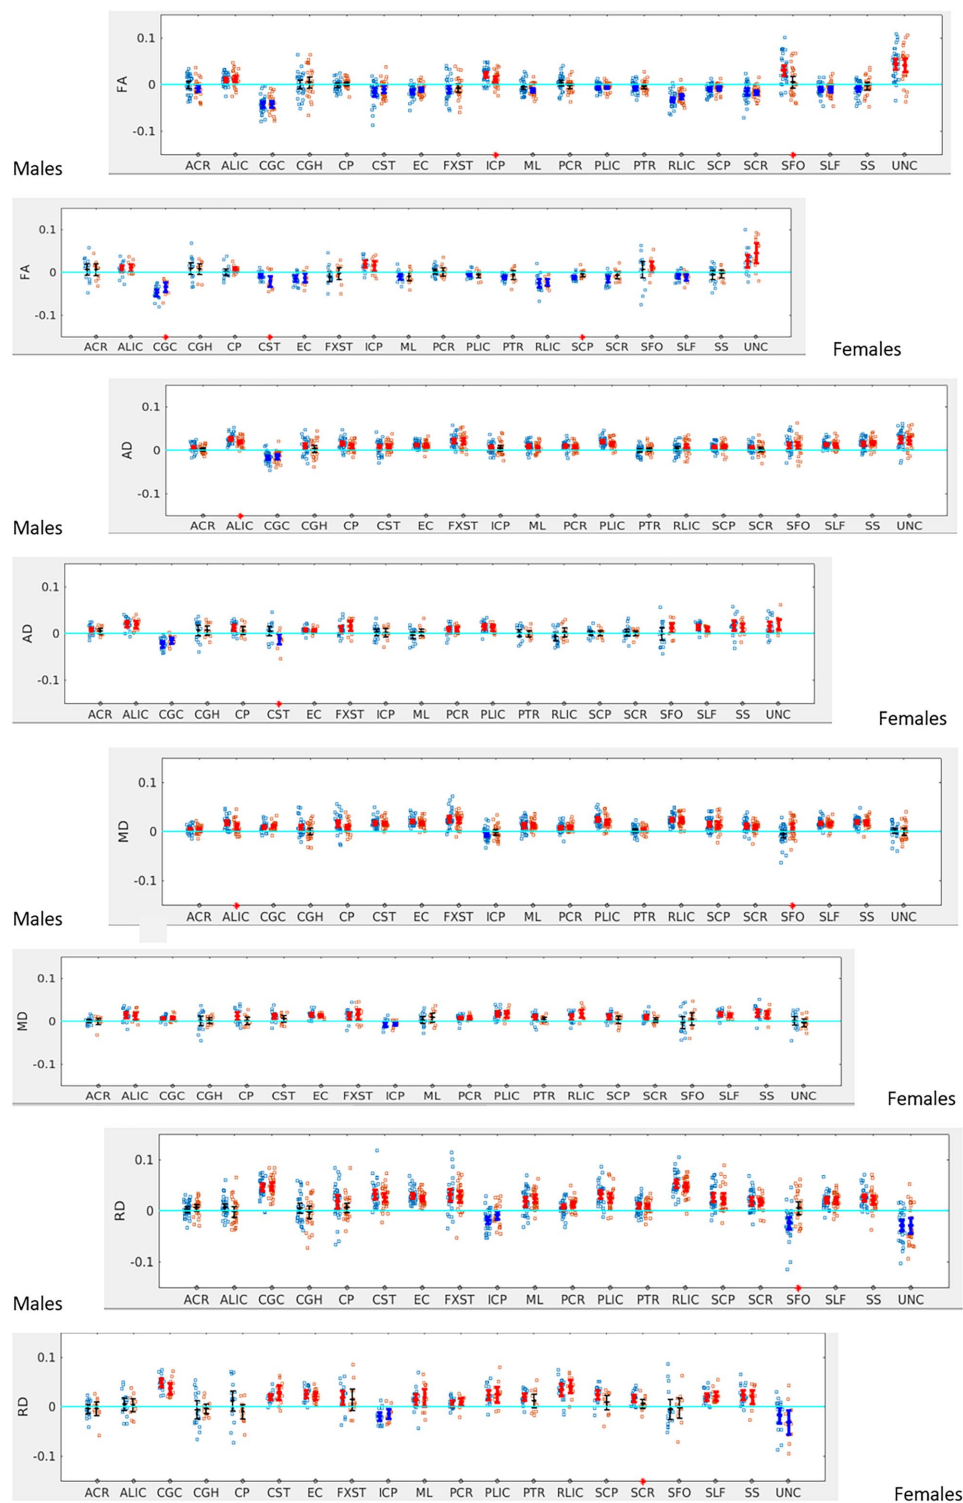 FA
0.1
0
-0.1
ACR ALIC CGC CGH CP CST EC FXST ICP ML PCR PLIC PTR RLIC SCP SCR SFO SLF SS UNC
Males
FA
0.1
0
-0.1
ACR ALIC CGC CGH CP CST EC FXST ICP ML PCR PLIC PTR RLIC SCP SCR SFO SLF SS UNC
Females
AD
0.1
0
-0.1
ACR ALIC CGC CGH CP CST EC FXST ICP ML PCR PLIC PTR RLIC SCP SCR SFO SLF SS UNC
Males
AD
0.1
0
-0.1
ACR ALIC CGC CGH CP CST EC FXST ICP ML PCR PLIC PTR RLIC SCP SCR SFO SLF SS UNC
Females
MD
0.1
0
-0.1
ACR ALIC CGC CGH CP CST EC FXST ICP ML PCR PLIC PTR RLIC SCP SCR SFO SLF SS UNC
Males
MD
0.1
0
-0.1
ACR ALIC CGC CGH CP CST EC FXST ICP ML PCR PLIC PTR RLIC SCP SCR SFO SLF SS UNC
Females
RD
0.1
0
-0.1
ACR ALIC CGC CGH CP CST EC FXST ICP ML PCR PLIC PTR RLIC SCP SCR SFO SLF SS UNC
Males
RD
0.1
0
-0.1
ACR ALIC CGC CGH CP CST EC FXST ICP ML PCR PLIC PTR RLIC SCP SCR SFO SLF SS UNC
Females